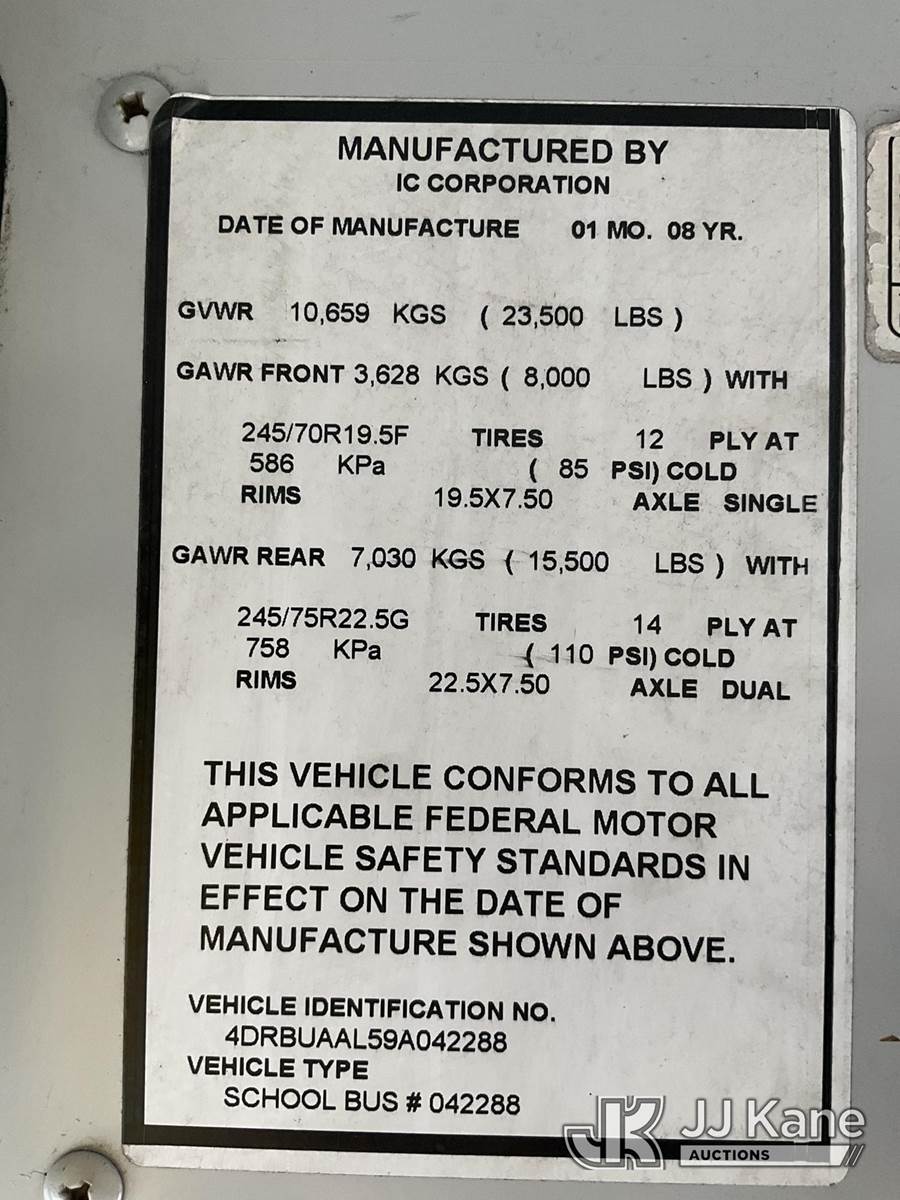 MANUFACTURED BY
IC CORPORATION
DATE OF MANUFACTURE 01 MO. 08 YR.
GVWR 10,659 KGS ( 23,500 LBS )
GAWR FRONT 3,628 KGS ( 8,000 LBS ) WITH
245/70R19.5F TIRES 12 PLY AT
586 KPa ( 85 PSI) COLD
RIMS 19.5X7.50 AXLE SINGLE
GAWR REAR 7,030 KGS ( 15,500 LBS ) WITH
245/75R22.5G TIRES 14 PLY AT
758 KPa ( 110 PSI) COLD
RIMS 22.5X7.50 AXLE DUAL
THIS VEHICLE CONFORMS TO ALL
APPLICABLE FEDERAL MOTOR
VEHICLE SAFETY STANDARDS IN
EFFECT ON THE DATE OF
MANUFACTURE SHOWN ABOVE.
VEHICLE IDENTIFICATION NO.
4DRBUAAL59A042288
VEHICLE TYPE
SCHOOL BUS # 042288
JK JJ Kane
AUCTIONS